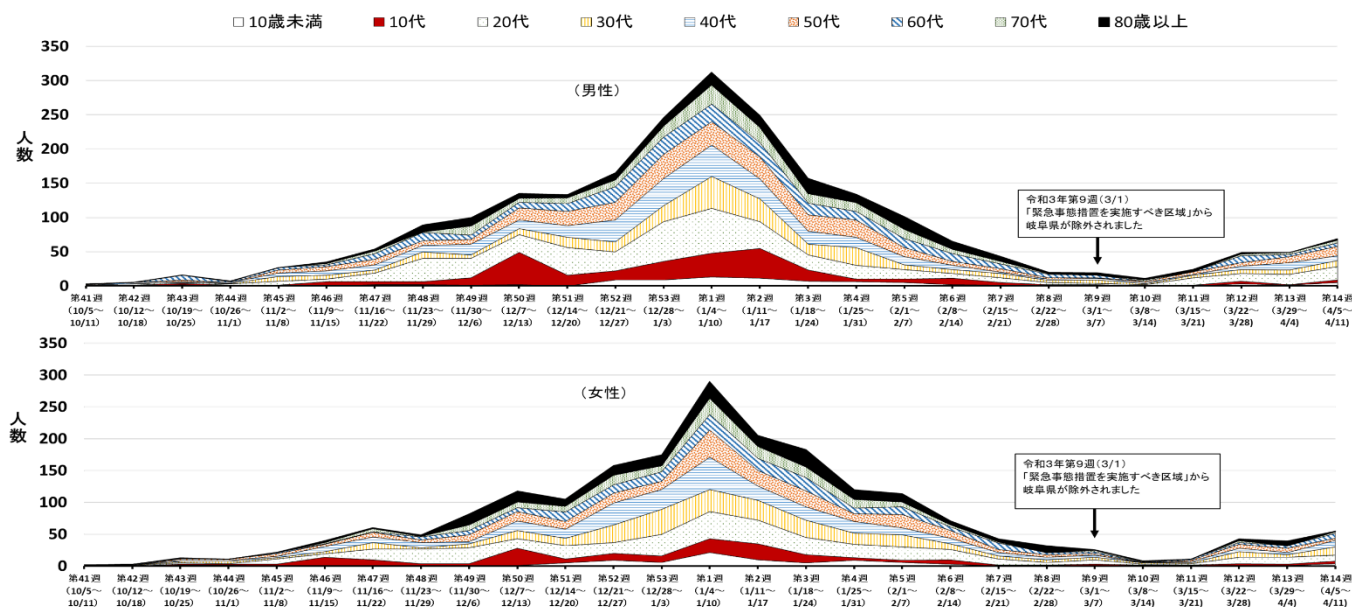 10歳未満 10代 20代 30代 40代 50代 60代 70代 80歳以上
(男性)
人数
350
300
250
200
150
100
50
0
令和3年第9週(3/1)
「緊急事態措置を実施すべき区域」から
岐阜県が除外されました
第41週 第42週 第43週 第44週 第45週 第46週 第47週 第48週 第49週 第50週 第51週 第52週 第53週 第1週 第2週 第3週 第4週 第5週 第6週 第7週 第8週 第9週 第10週 第11週 第12週 第13週 第14週
(10/5～ (10/12～ (10/19～ (10/26～ (11/2～ (11/9～ (11/16～ (11/23～ (11/30～ (12/7～ (12/14～ (12/21～ (12/28～ (1/4～ (1/11～ (1/18～ (1/25～ (2/1～ (2/8～ (2/15～ (2/22～ (3/1～ (3/8～ (3/15～ (3/22～ (3/29～ (4/5～
10/11) 10/18) 10/25) 11/1) 11/8) 11/15) 11/22) 11/29) 12/6) 12/13) 12/20) 12/27) 1/3) 1/10) 1/17) 1/24) 1/31) 2/7) 2/14) 2/21) 2/28) 3/7) 3/14) 3/21) 3/28) 4/4) 4/11)
(女性)
人数
350
300
250
200
150
100
50
0
令和3年第9週(3/1)
「緊急事態措置を実施すべき区域」から
岐阜県が除外されました
第41週 第42週 第43週 第44週 第45週 第46週 第47週 第48週 第49週 第50週 第51週 第52週 第53週 第1週 第2週 第3週 第4週 第5週 第6週 第7週 第8週 第9週 第10週 第11週 第12週 第13週 第14週
(10/5～ (10/12～ (10/19～ (10/26～ (11/2～ (11/9～ (11/16～ (11/23～ (11/30～ (12/7～ (12/14～ (12/21～ (12/28～ (1/4～ (1/11～ (1/18～ (1/25～ (2/1～ (2/8～ (2/15～ (2/22～ (3/1～ (3/8～ (3/15～ (3/22～ (3/29～ (4/5～
10/11) 10/18) 10/25) 11/1) 11/8) 11/15) 11/22) 11/29) 12/6) 12/13) 12/20) 12/27) 1/3) 1/10) 1/17) 1/24) 1/31) 2/7) 2/14) 2/21) 2/28) 3/7) 3/14) 3/21) 3/28) 4/4) 4/11)